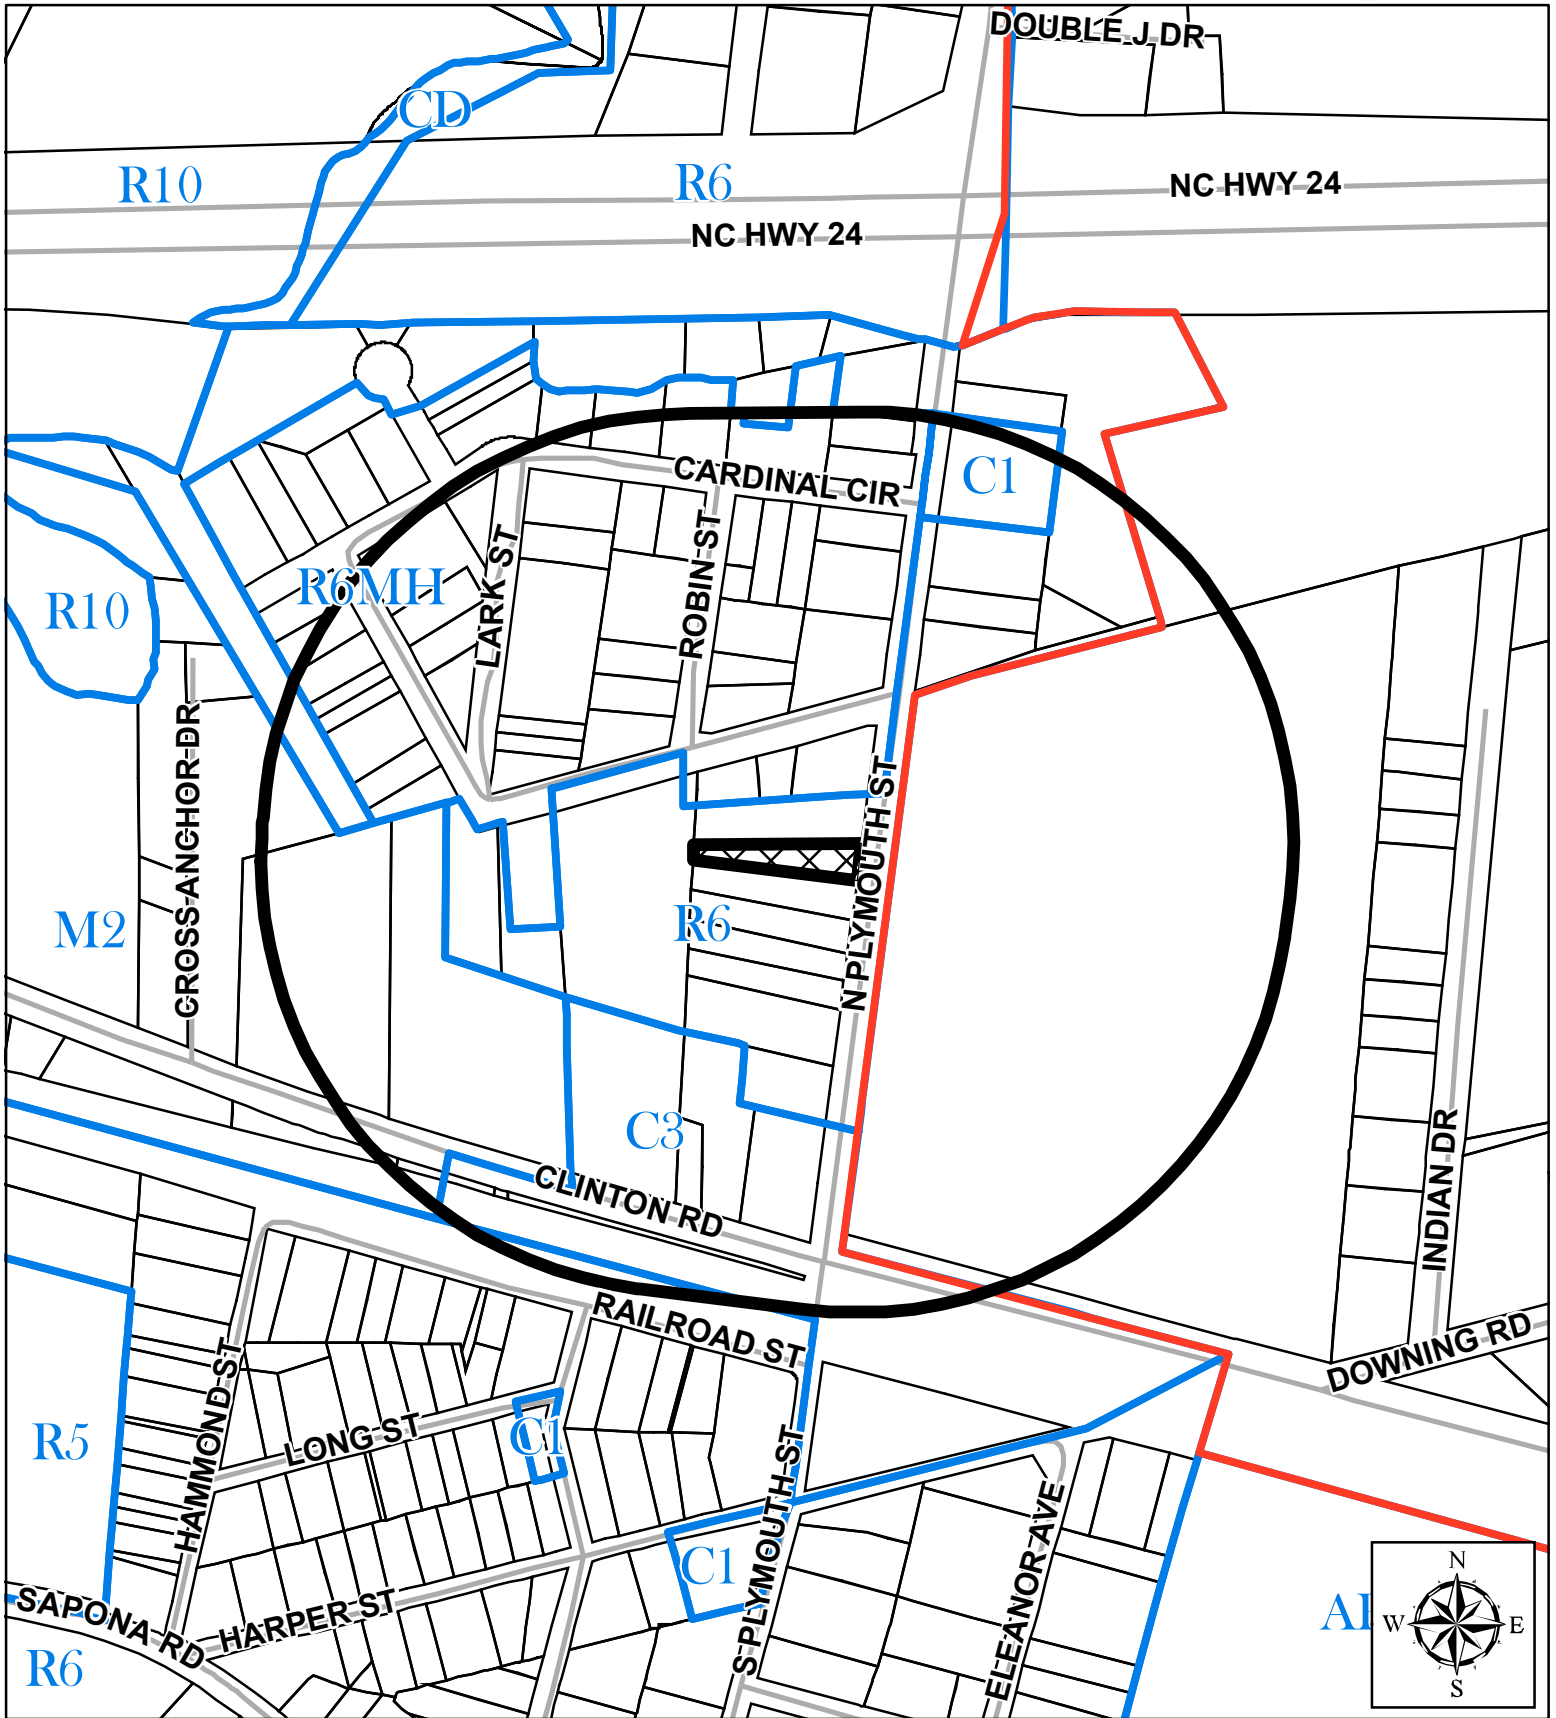 DOUBLE J DR
CD
R10
R6
NC HWY 24
NC HWY 24
CARDINAL CIR
C1
LARK ST
ROBIN ST
R6MH
R10
CROSS ANCHOR DR
N PLYMOUTH ST
M2
R6
C3
CLINTON RD
INDIAN DR
RAILROAD ST
DOWNING RD
HAMMOND ST
R5
LONG ST
C1
S PLYMOUTH ST
ELEANOR AVE
C1
SAPONA RD
HARPER ST
R6
N
W E
S